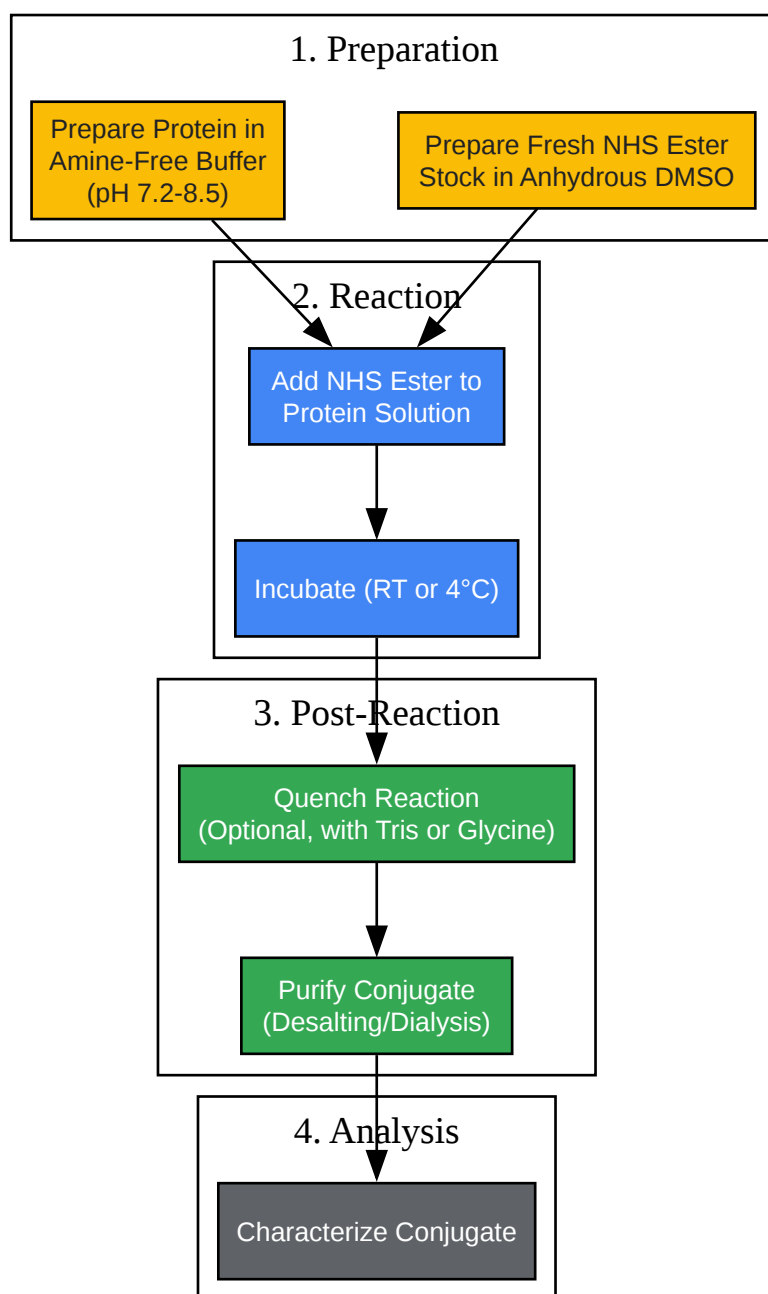 1. Preparation
Prepare Protein in
Amine-Free Buffer
(pH 7.2-8.5)
Prepare Fresh NHS Ester
Stock in Anhydrous DMSO
2. Reaction
Add NHS Ester to
Protein Solution
Incubate (RT or 4°C)
3. Post-Reaction
Quench Reaction
(Optional, with Tris or Glycine)
Purify Conjugate
(Desalting/Dialysis)
4. Analysis
Characterize Conjugate